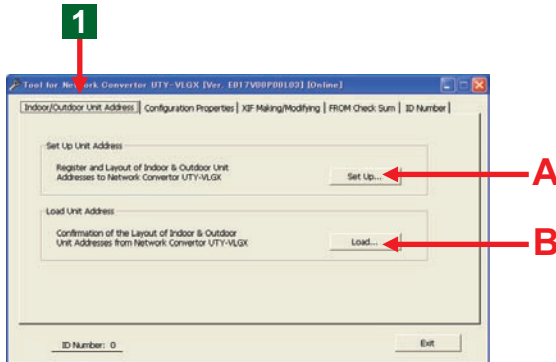 1
Tool for Network Convertor UTY-VLGX [Ver. E017V00P00L03] [Online]
Indoor/Outdoor Unit Address Configuration Properties XIF Making/Modifying FROM Check Sum ID Number
Set Up Unit Address
Register and Layout of Indoor & Outdoor Unit
Addresses to Network Convertor UTY-VLGX
Set Up...
A
Load Unit Address
Confirmation of the Layout of Indoor & Outdoor
Unit Addresses from Network Convertor UTY-VLGX
Load...
B
ID Number: 0
Exit